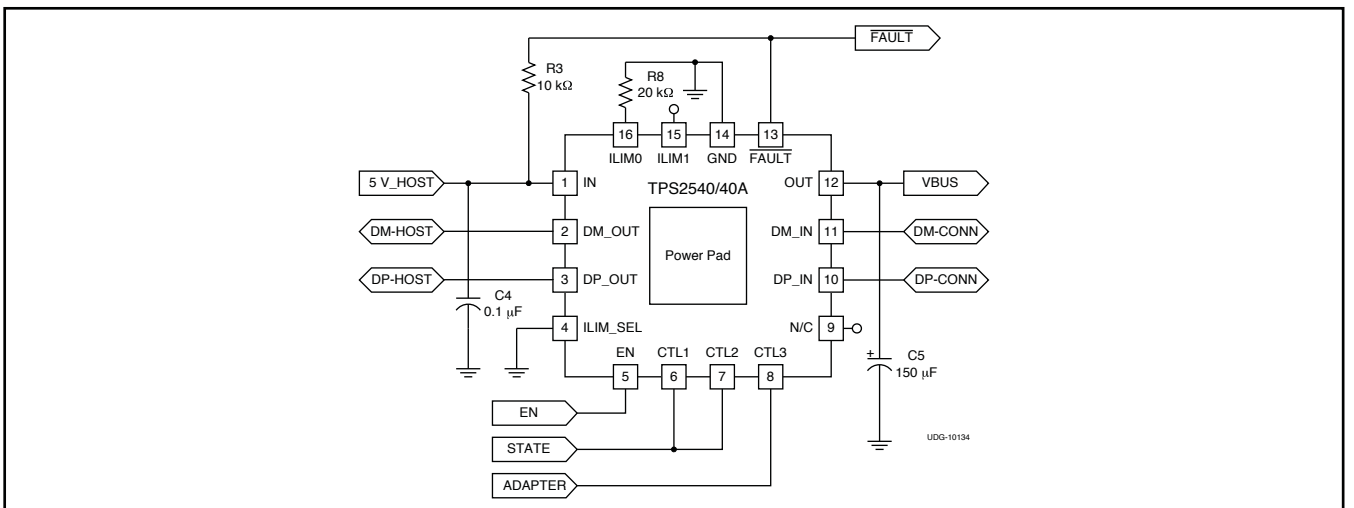 FAULT
R3
10 kΩ
R8
20 kΩ
16
15
14
13
ILIM0
ILIM1
GND
FAULT
5 V_HOST
1
IN
TPS2540/40A
OUT
12
VBUS
DM-HOST
2
DM_OUT
DM_IN
11
DM-CONN
Power Pad
DP-HOST
3
DP_OUT
DP_IN
10
DP-CONN
C4
0.1 μF
4
ILIM_SEL
N/C
9
EN
CTL1
CTL2
CTL3
C5
+
150 μF
5
6
7
8
EN
UDG-10134
STATE
ADAPTER